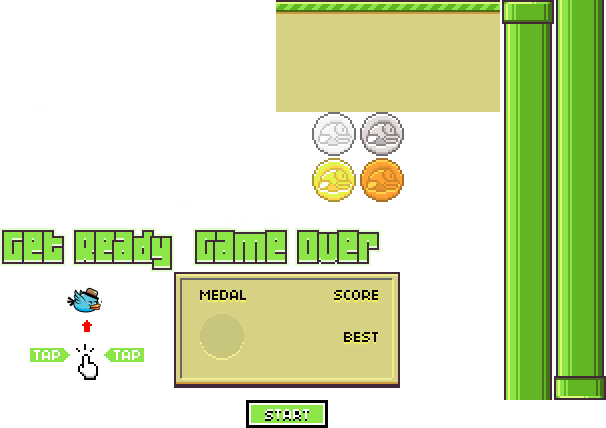 Get Ready Game Over
MEDAL SCORE
BEST
TAP TAP
START